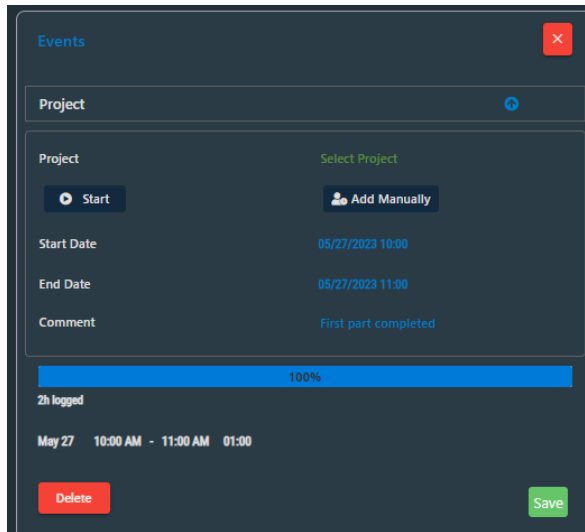 Events
Project
Project Select Project
Start Add Manually
Start Date 05/27/2023 10:00
End Date 05/27/2023 11:00
Comment First part completed
100%
2h logged
May 27 10:00 AM - 11:00 AM 01:00
Delete Save